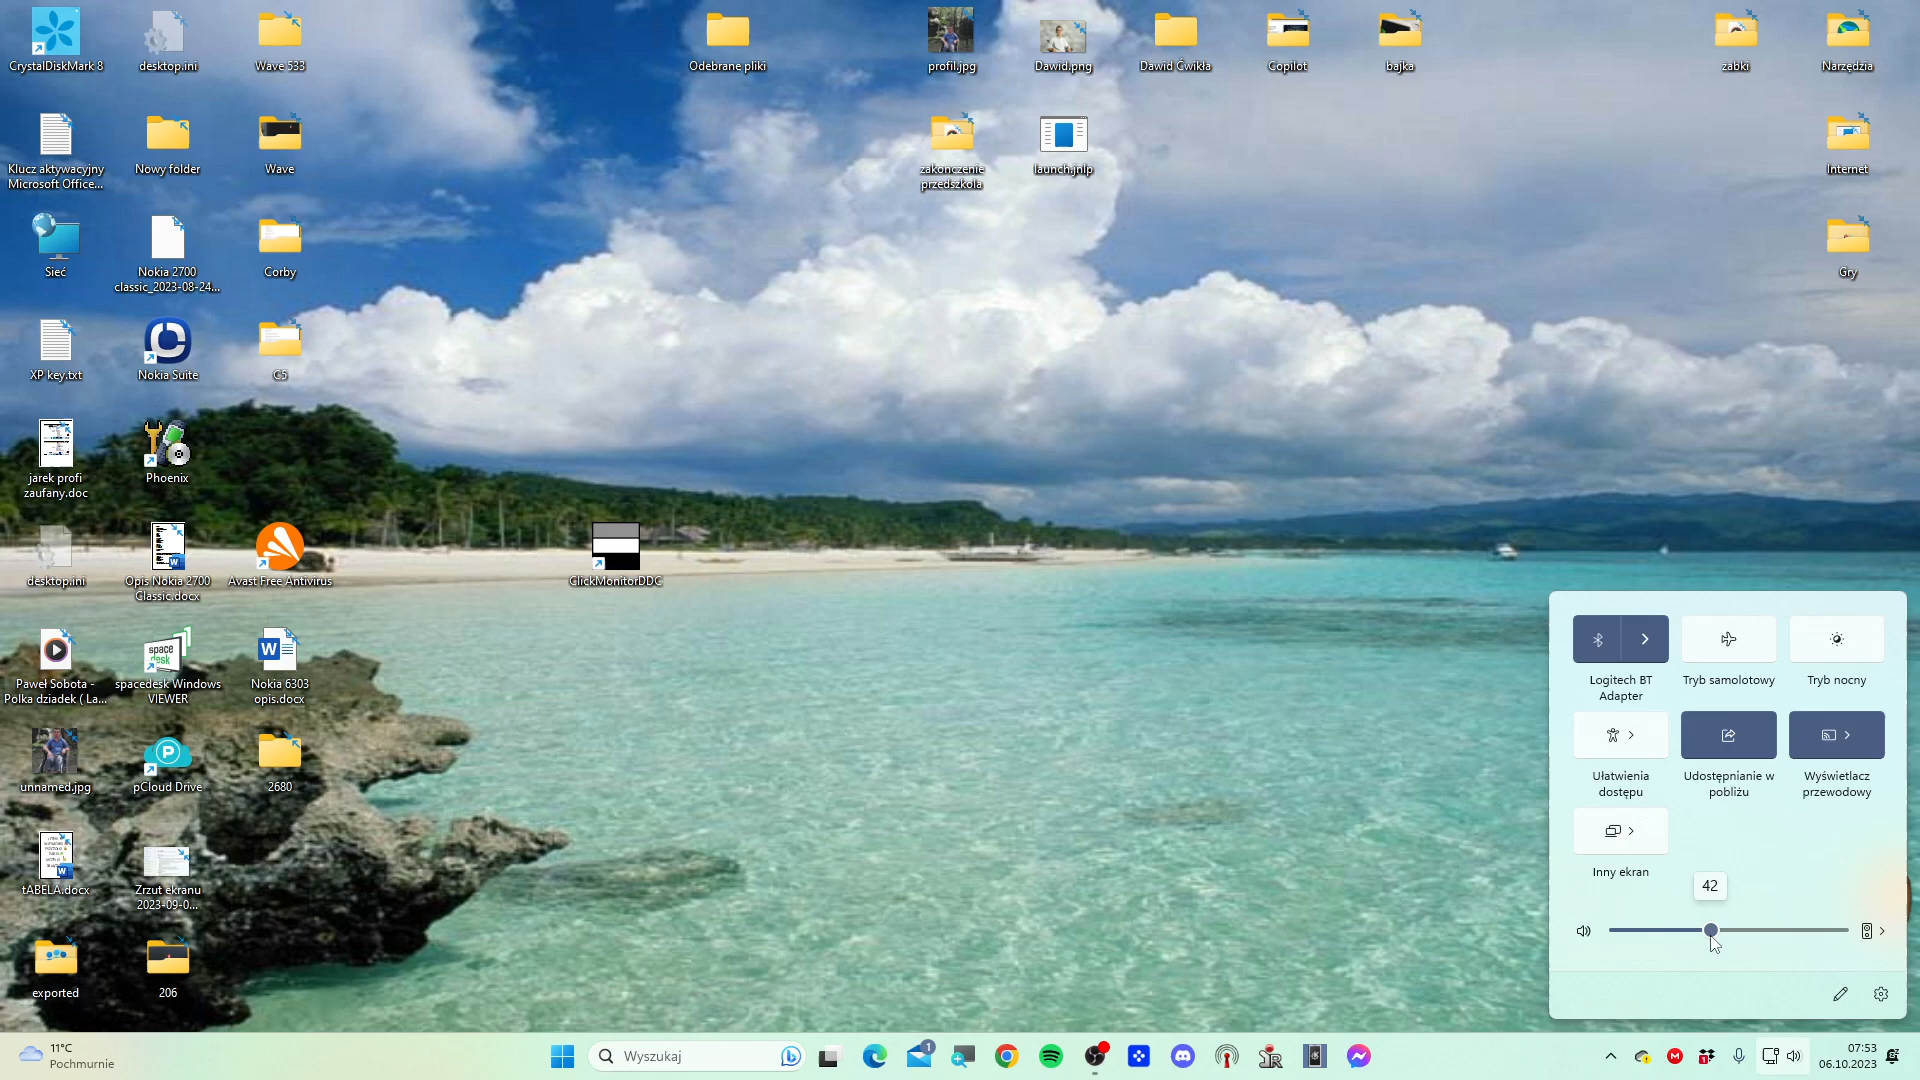 CrystalDiskMark 8
desktop.ini
Wave 533
Odebrane pliki
profil.jpg
Dawid.png
Dawid Ćwikła
Copilot
bajka
żabki
Narzędzia
Klucz aktywacyjny
Microsoft Office...
Nowy folder
Wave
zakończenie
przedszkola
launch.jnlp
Internet
Sieć
Nokia 2700
classic_2023-08-24...
Corby
Gry
XP key.txt
Nokia Suite
C5
jarek profi
zaufany.doc
Phoenix
desktop.ini
Opis Nokia 2700
Classic.docx
Avast Free Antivirus
ClickMonitorDDC
Paweł Sobota -
Polka dziadek ( La...
space
desk
spacedesk Windows
VIEWER
Nokia 6303
opis.docx
unnamed.jpg
pCloud Drive
2680
tABELA.docx
Zrzut ekranu
2023-09-0...
exported
206
Logitech BT
Adapter
Tryb samolotowy
Tryb nocny
Ułatwienia
dostępu
Udostępnianie w
pobliżu
Wyświetlacz
przewodowy
Inny ekran
42
11°C
Pochmurnie
Wyszukaj
1
07:53
06.10.2023